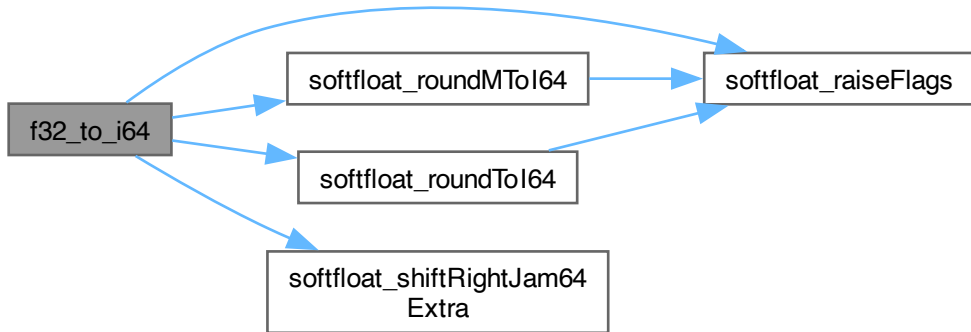 f32_to_i64
softfloat_roundMToI64
softfloat_raiseFlags
softfloat_roundToI64
softfloat_shiftRightJam64
Extra